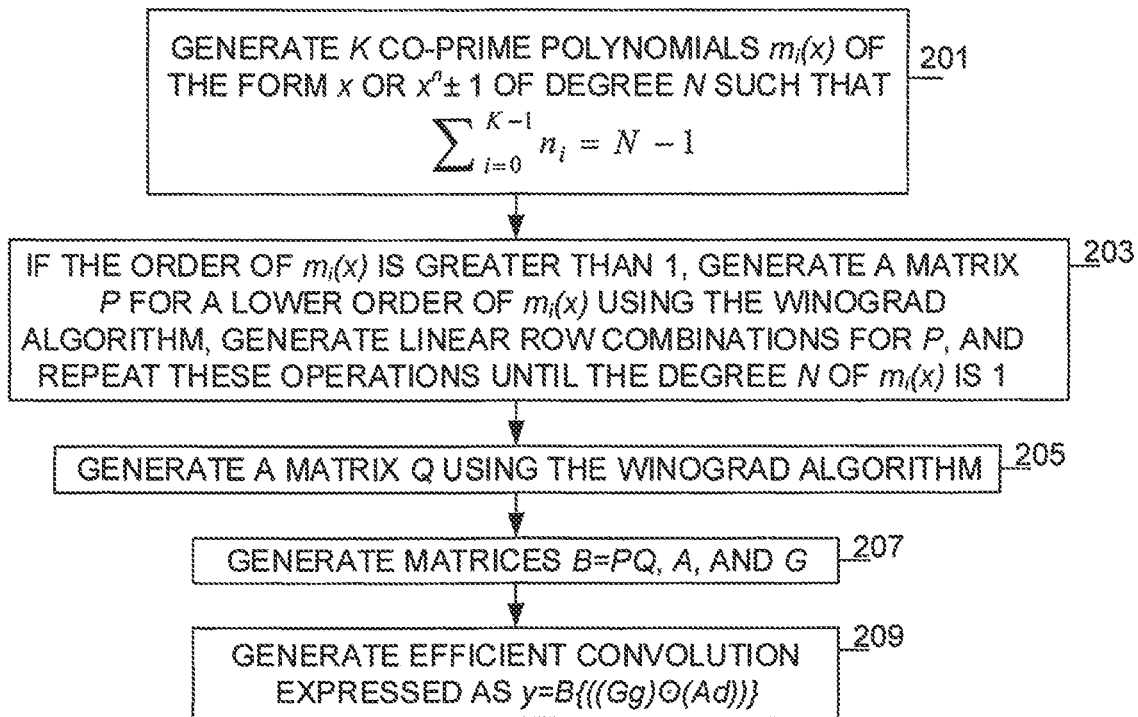 GENERATE K CO-PRIME POLYNOMIALS mᵢ(x) OF
THE FORM x OR xⁿ ± 1 OF DEGREE N SUCH THAT
∑ᵢ₌₀ᴷ⁻¹ nᵢ = N − 1
201
IF THE ORDER OF mᵢ(x) IS GREATER THAN 1, GENERATE A MATRIX
P FOR A LOWER ORDER OF mᵢ(x) USING THE WINOGRAD
ALGORITHM, GENERATE LINEAR ROW COMBINATIONS FOR P, AND
REPEAT THESE OPERATIONS UNTIL THE DEGREE N OF mᵢ(x) IS 1
203
GENERATE A MATRIX Q USING THE WINOGRAD ALGORITHM
205
GENERATE MATRICES B=PQ, A, AND G
207
GENERATE EFFICIENT CONVOLUTION
EXPRESSED AS y=B{((Gg)⊙(Ad))}
209